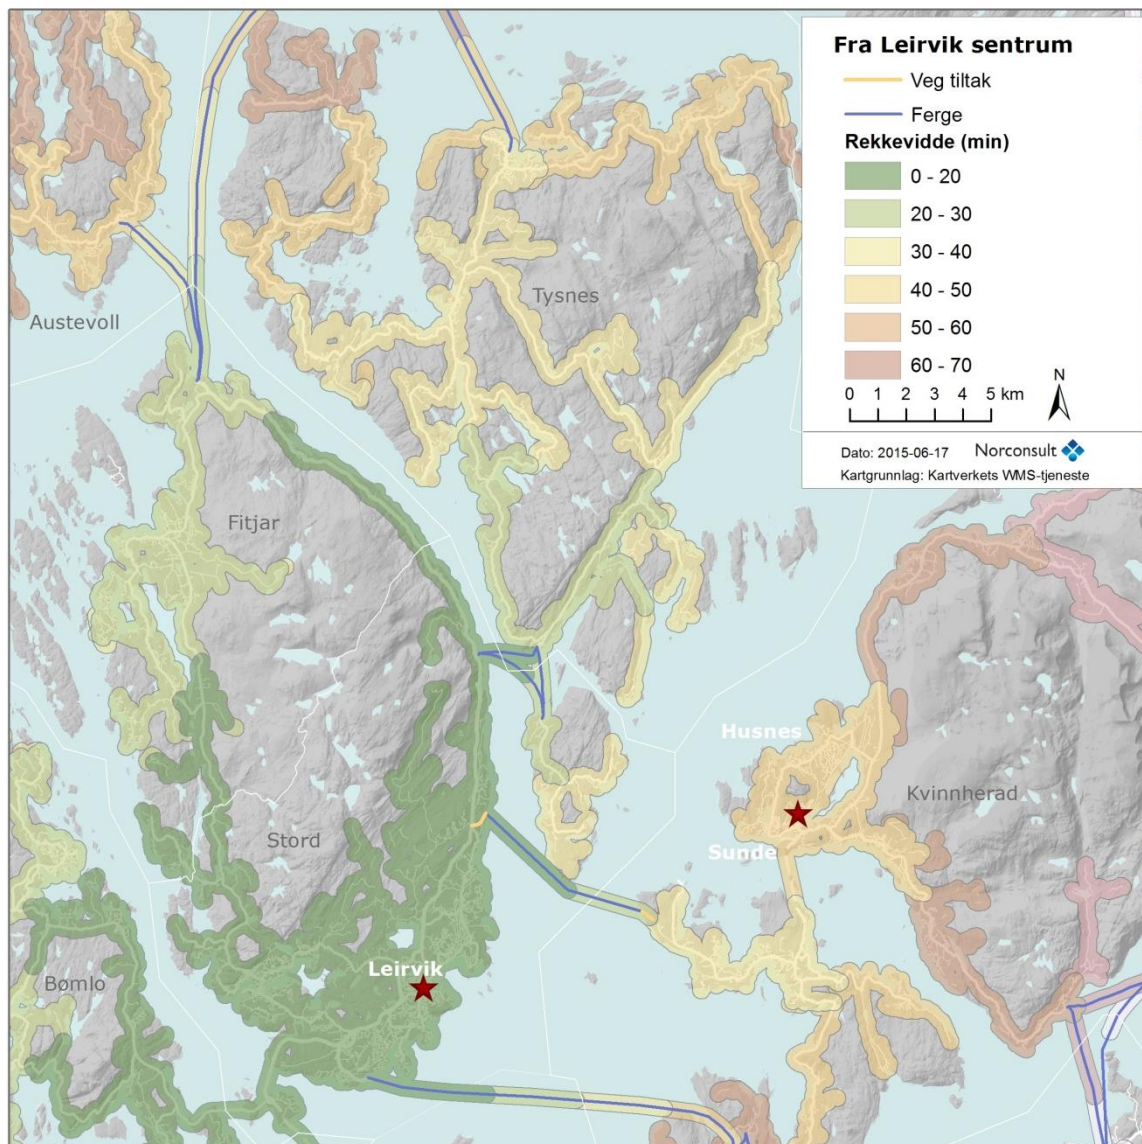 Fra Leirvik sentrum
Veg tiltak
Ferge
Rekkevidde (min)
0 - 20
20 - 30
30 - 40
40 - 50
50 - 60
60 - 70
0 1 2 3 4 5 km
N
Dato: 2015-06-17 Norconsult
Kartgrunnlag: Kartverkets WMS-tjeneste
Tysnes
Austevoll
Fitjar
Husnes
Kvinnherad
Stord
Sunde
Leirvik
Bømlo